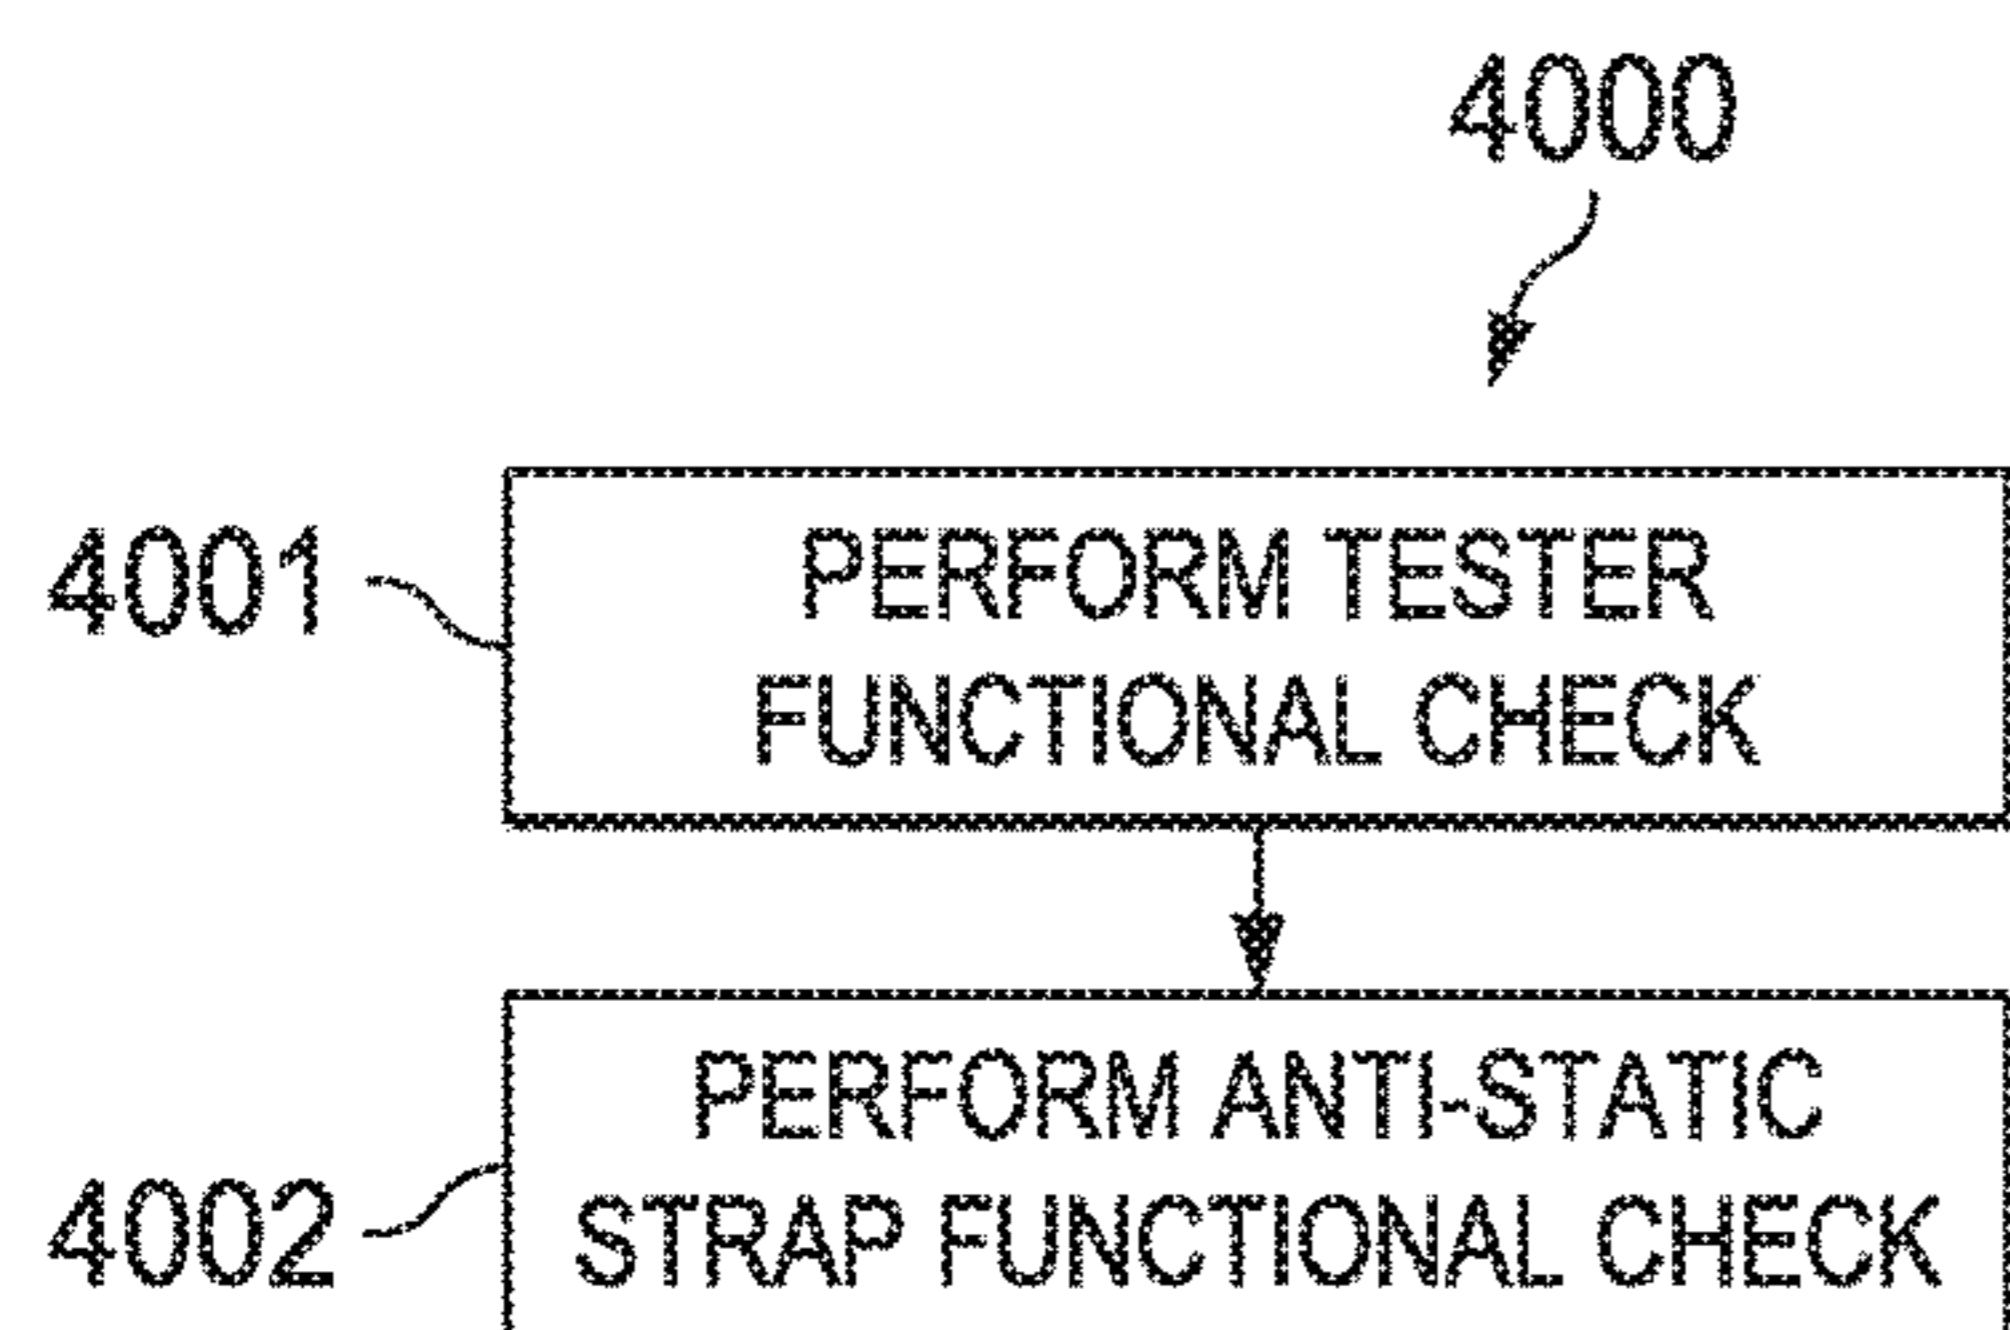 4000
4001
PERFORM TESTER
FUNCTIONAL CHECK
4002
PERFORM ANTI-STATIC
STRAP FUNCTIONAL CHECK